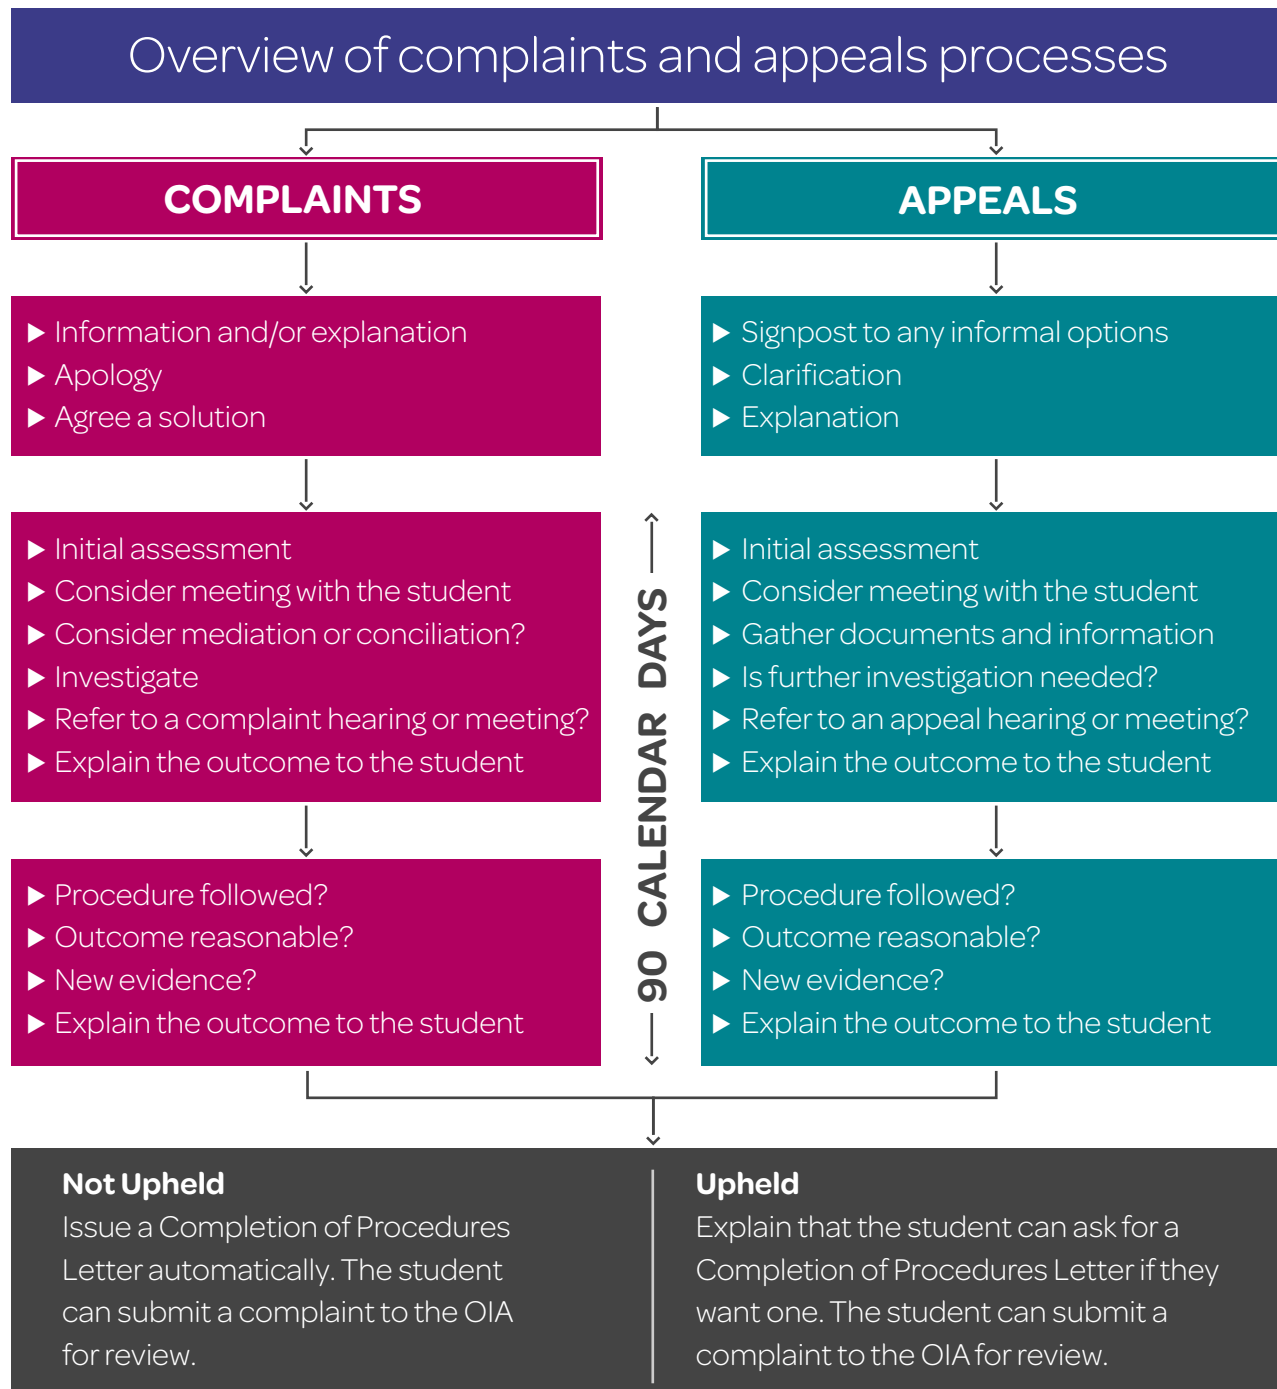 Overview of complaints and appeals processes
COMPLAINTS
▶ Information and/or explanation
▶ Apology
▶ Agree a solution
▶ Initial assessment
▶ Consider meeting with the student
▶ Consider mediation or conciliation?
▶ Investigate
▶ Refer to a complaint hearing or meeting?
▶ Explain the outcome to the student
▶ Procedure followed?
▶ Outcome reasonable?
▶ New evidence?
▶ Explain the outcome to the student
90 CALENDAR DAYS
APPEALS
▶ Signpost to any informal options
▶ Clarification
▶ Explanation
▶ Initial assessment
▶ Consider meeting with the student
▶ Gather documents and information
▶ Is further investigation needed?
▶ Refer to an appeal hearing or meeting?
▶ Explain the outcome to the student
▶ Procedure followed?
▶ Outcome reasonable?
▶ New evidence?
▶ Explain the outcome to the student
Not Upheld
Issue a Completion of Procedures
Letter automatically. The student
can submit a complaint to the OIA
for review.
Upheld
Explain that the student can ask for a
Completion of Procedures Letter if they
want one. The student can submit a
complaint to the OIA for review.